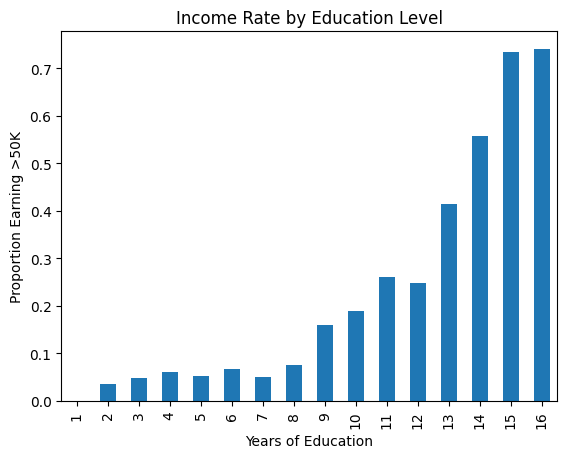 Income Rate by Education Level
Proportion Earning >50K
0.7
0.6
0.5
0.4
0.3
0.2
0.1
0.0
1 2 3 4 5 6 7 8 9 10 11 12 13 14 15 16
Years of Education